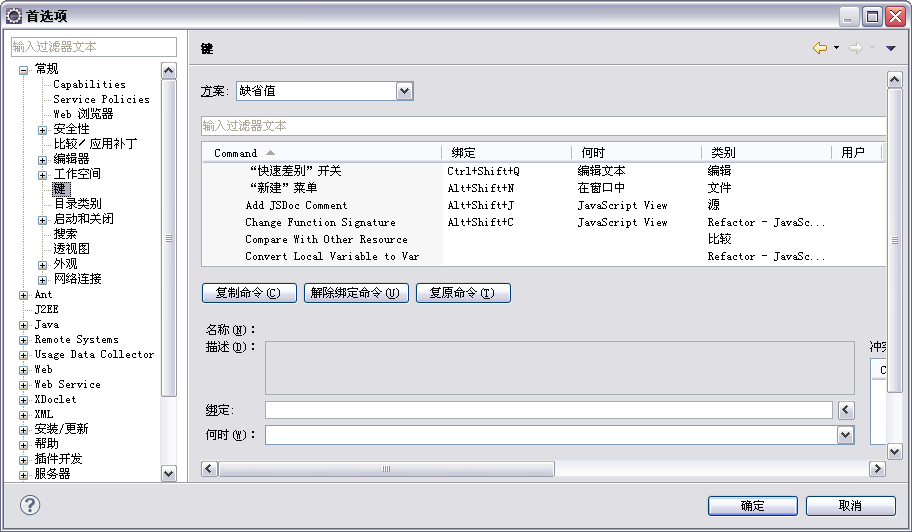 首选项
输入过滤器文本
常规
Capabilities
Service Policies
Web 浏览器
安全性
比较／应用补丁
编辑器
工作空间
键
目录类别
启动和关闭
搜索
透视图
外观
网络连接
Ant
J2EE
Java
Remote Systems
Usage Data Collector
Web
Web Service
XDoclet
XML
安装/更新
帮助
插件开发
服务器
键
方案: 缺省值
输入过滤器文本
Command 绑定 何时 类别 用户
“快速差别”开关 Ctrl+Shift+Q 编辑文本 编辑
“新建”菜单 Alt+Shift+N 在窗口中 文件
Add JSDoc Comment Alt+Shift+J JavaScript View 源
Change Function Signature Alt+Shift+C JavaScript View Refactor - JavaSc...
Compare With Other Resource 比较
Convert Local Variable to Var Refactor - JavaSc...
复制命令(C) 解除绑定命令(U) 复原命令(T)
名称(N)：
描述(D)：
绑定:
何时(W)：
? 确定 取消